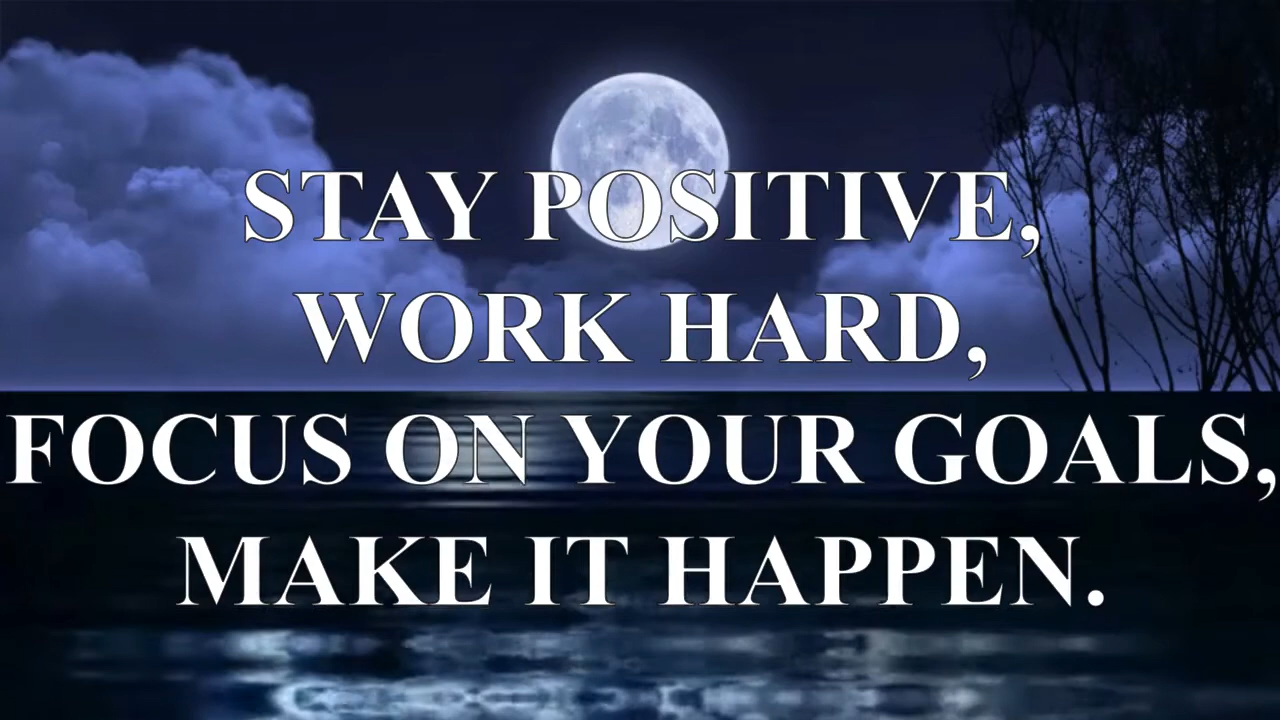 STAY POSITIVE,
WORK HARD,
FOCUS ON YOUR GOALS,
MAKE IT HAPPEN.